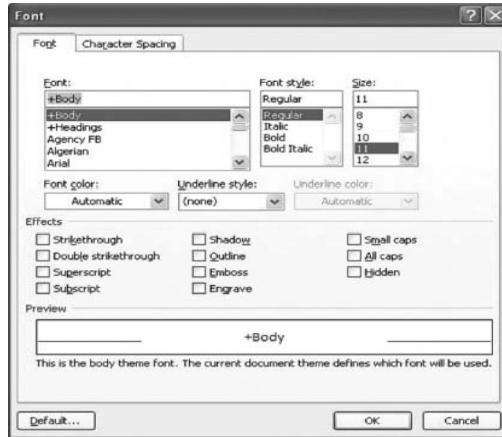 Font
Font Character Spacing
Font: Font style: Size:
+Body Regular 11
+Body Regular 8
+Headings Italic 9
Agency FB Bold 10
Algerian Bold Italic 11
Arial 12
Font color: Underline style: Underline color:
Automatic (none) Automatic
Effects
Strikethrough Shadow Small caps
Double strikethrough Outline All caps
Superscript Emboss Hidden
Subscript Engrave
Preview
+Body
This is the body theme font. The current document theme defines which font will be used.
Default... OK Cancel